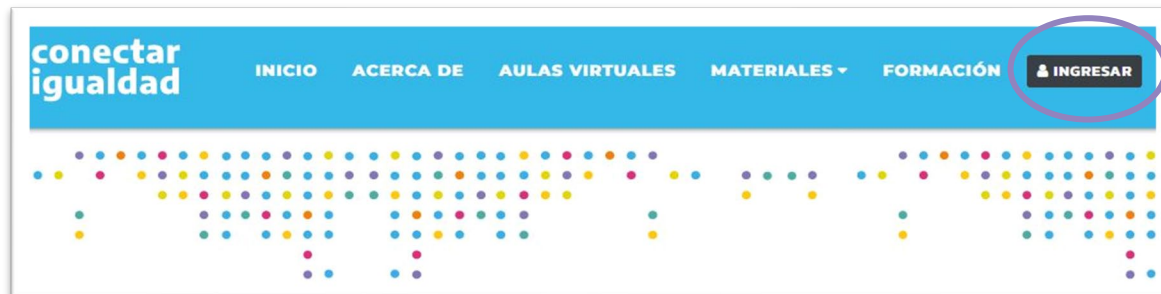 conectar
igualdad
INICIO ACERCA DE AULAS VIRTUALES MATERIALES FORMACIÓN INGRESAR